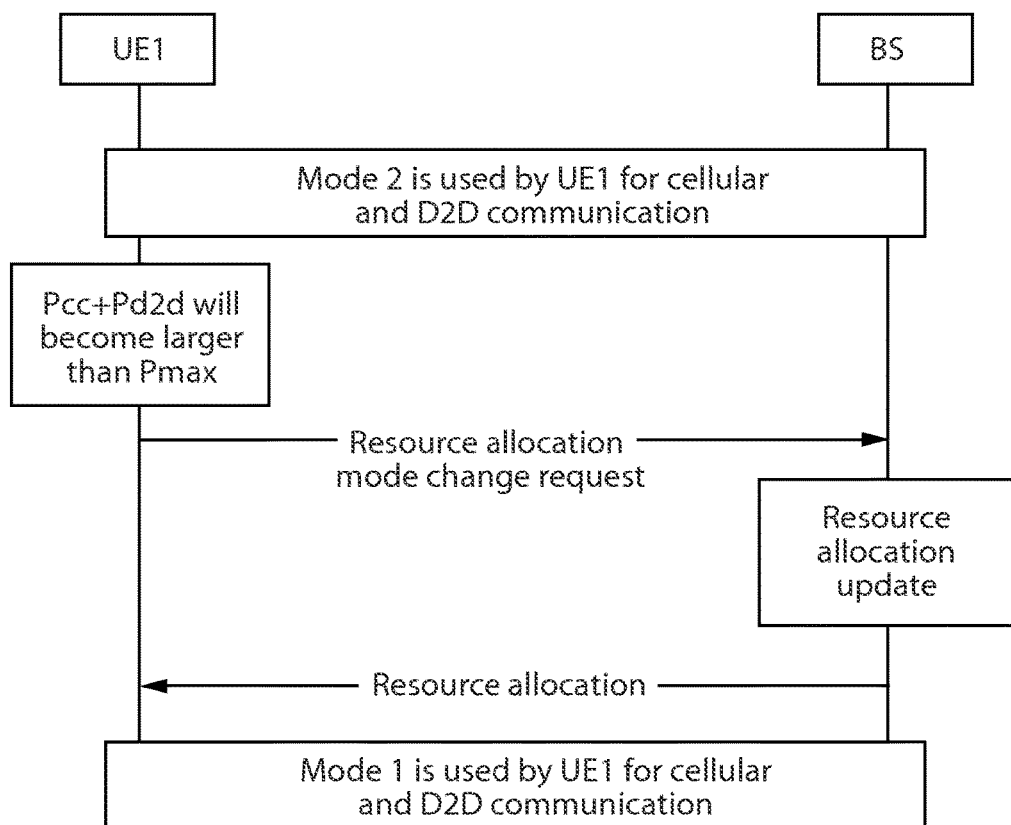 UE1
BS
Mode 2 is used by UE1 for cellular
and D2D communication
Pcc+Pd2d will
become larger
than Pmax
Resource allocation
mode change request
Resource
allocation
update
Resource allocation
Mode 1 is used by UE1 for cellular
and D2D communication